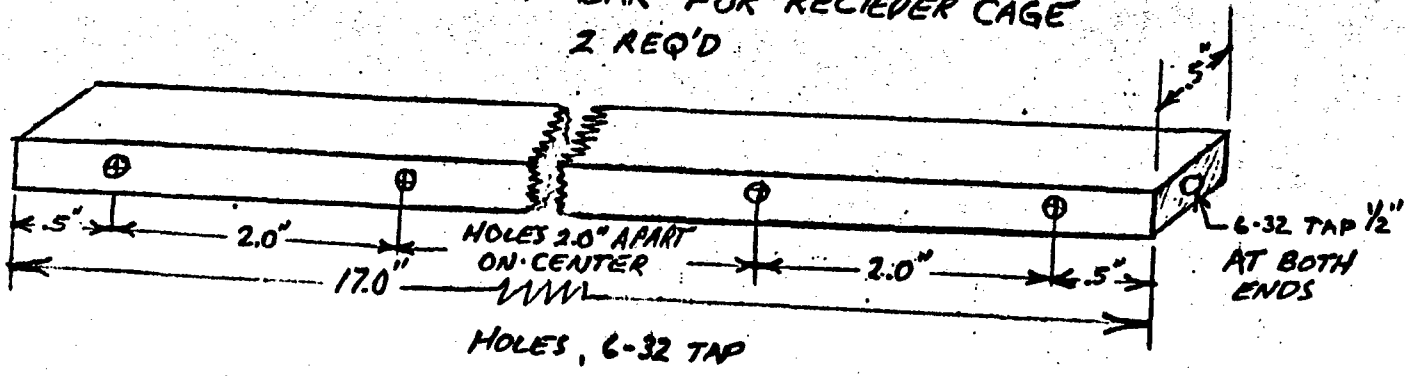 BAR FOR RECIEVER CAGE
2 REQ'D
.5"
.5"
2.0"
HOLES 2.0" APART
ON-CENTER
2.0"
.5"
6-32 TAP 1/2"
AT BOTH
ENDS
17.0"
HOLES, 6-32 TAP